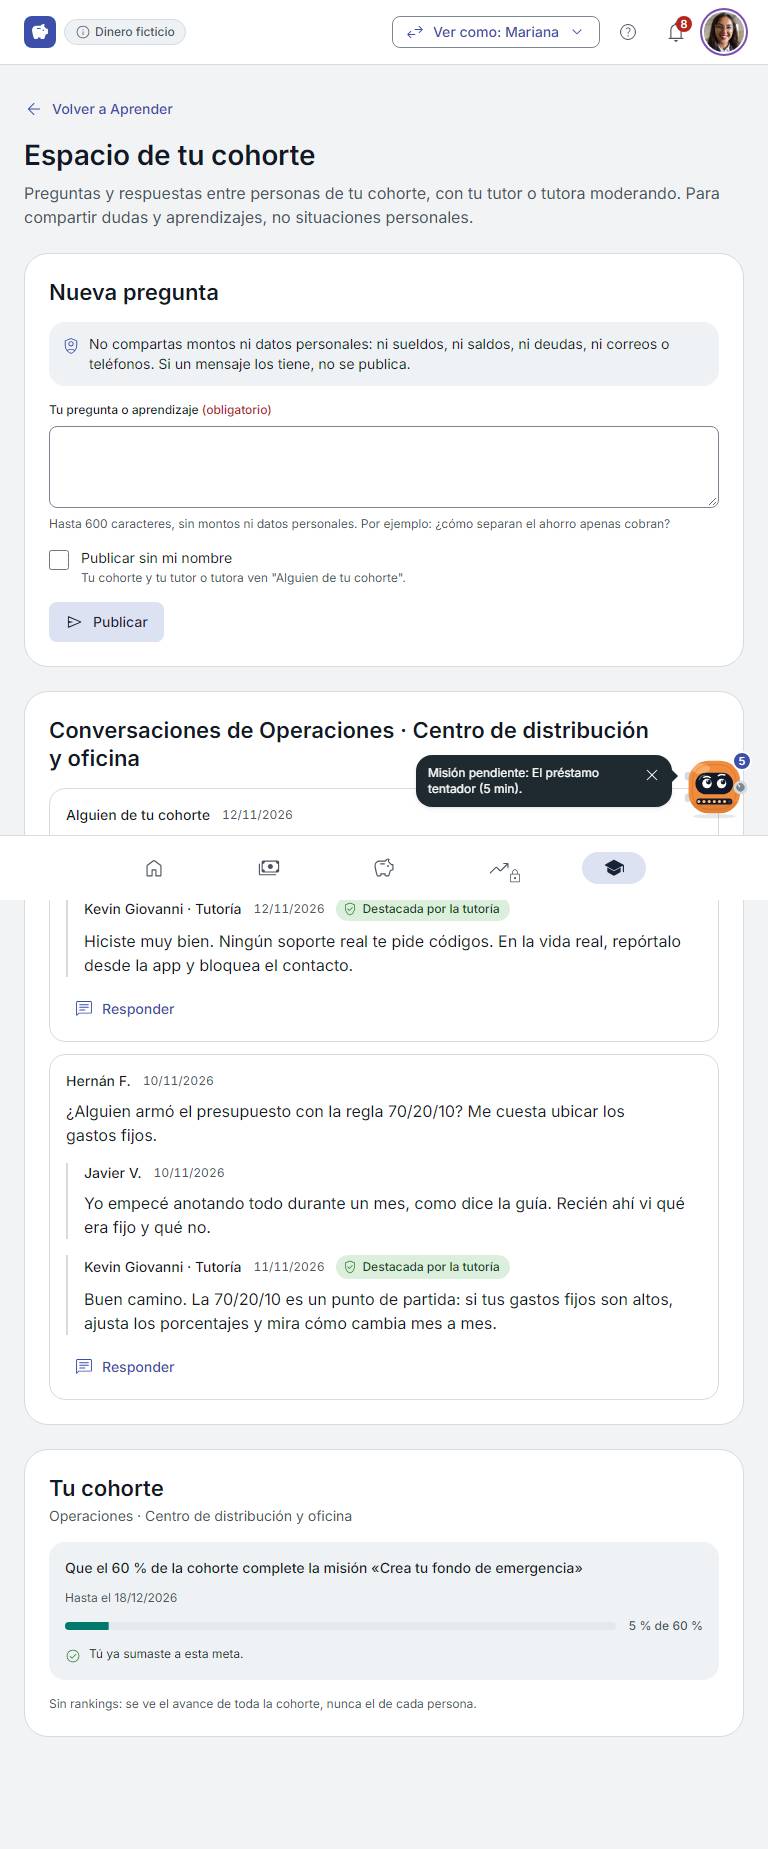 Dinero ficticio
Ver como: Mariana
8
Volver a Aprender
Espacio de tu cohorte
Preguntas y respuestas entre personas de tu cohorte, con tu tutor o tutora moderando. Para
compartir dudas y aprendizajes, no situaciones personales.
Nueva pregunta
No compartas montos ni datos personales: ni sueldos, ni saldos, ni deudas, ni correos o
teléfonos. Si un mensaje los tiene, no se publica.
Tu pregunta o aprendizaje (obligatorio)
Hasta 600 caracteres, sin montos ni datos personales. Por ejemplo: ¿cómo separan el ahorro apenas cobran?
Publicar sin mi nombre
Tu cohorte y tu tutor o tutora ven "Alguien de tu cohorte".
Publicar
Conversaciones de Operaciones · Centro de distribución
y oficina
Misión pendiente: El préstamo
tentador (5 min).
5
Alguien de tu cohorte 12/11/2026
Kevin Giovanni · Tutoría 12/11/2026 Destacada por la tutoría
Hiciste muy bien. Ningún soporte real te pide códigos. En la vida real, repórtalo
desde la app y bloquea el contacto.
Responder
Hernán F. 10/11/2026
¿Alguien armó el presupuesto con la regla 70/20/10? Me cuesta ubicar los
gastos fijos.
Javier V. 10/11/2026
Yo empecé anotando todo durante un mes, como dice la guía. Recién ahí vi qué
era fijo y qué no.
Kevin Giovanni · Tutoría 11/11/2026 Destacada por la tutoría
Buen camino. La 70/20/10 es un punto de partida: si tus gastos fijos son altos,
ajusta los porcentajes y mira cómo cambia mes a mes.
Responder
Tu cohorte
Operaciones · Centro de distribución y oficina
Que el 60 % de la cohorte complete la misión «Crea tu fondo de emergencia»
Hasta el 18/12/2026
5 % de 60 %
Tú ya sumaste a esta meta.
Sin rankings: se ve el avance de toda la cohorte, nunca el de cada persona.